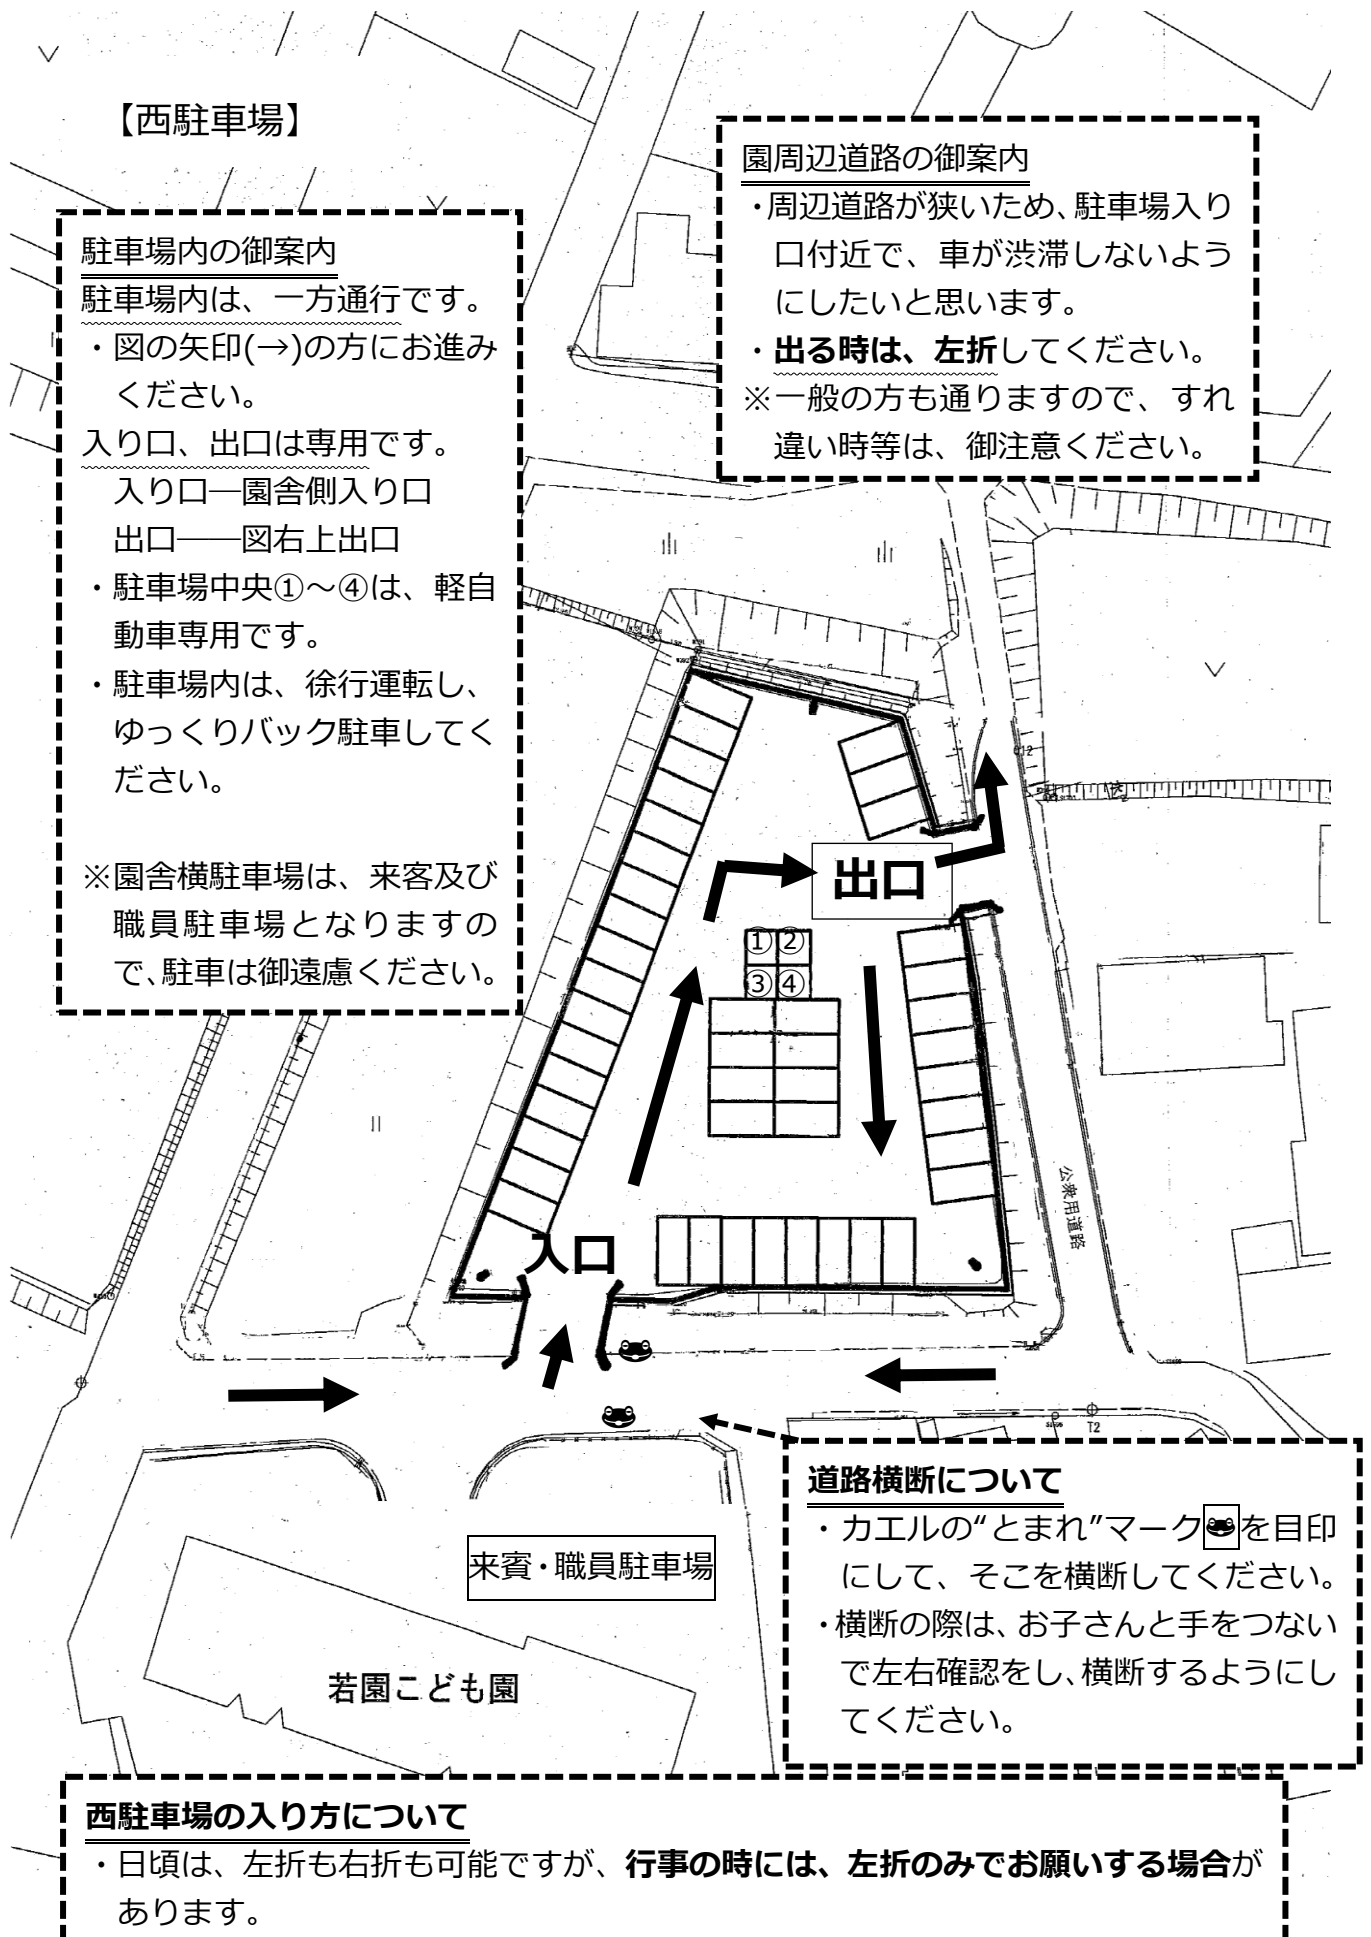 【西駐車場】
園周辺道路の御案内
・周辺道路が狭いため、駐車場入り
口付近で、車が渋滞しないよう
にしたいと思います。
・出る時は、左折してください。
※一般の方も通りますので、すれ
違い時等は、御注意ください。
駐車場内の御案内
駐車場内は、一方通行です。
・図の矢印(→)の方にお進み
ください。
入り口、出口は専用です。
入り口―園舎側入り口
出口――図右上出口
・駐車場中央①～④は、軽自
動車専用です。
・駐車場内は、徐行運転し、
ゆっくりバック駐車してく
ださい。
※園舎横駐車場は、来客及び
職員駐車場となりますの
で、駐車は御遠慮ください。
出口
①②
③④
公衆用道路
入口
T2
道路横断について
・カエルの“とまれ”マークを目印
にして、そこを横断してください。
・横断の際は、お子さんと手をつない
で左右確認をし、横断するようにし
てください。
来賓・職員駐車場
若園こども園
西駐車場の入り方について
・日頃は、左折も右折も可能ですが、行事の時には、左折のみでお願いする場合が
あります。